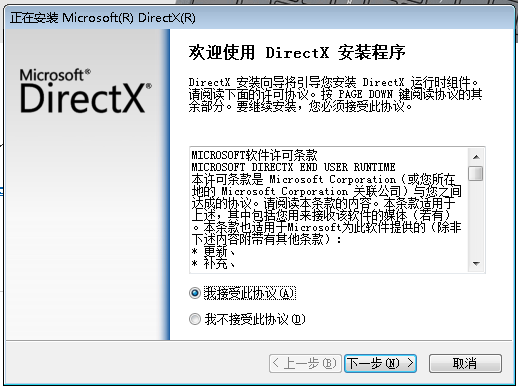 正在安装 Microsoft(R) DirectX(R)
Microsoft®
DirectX®
欢迎使用 DirectX 安装程序
DirectX 安装向导将引导您安装 DirectX 运行时组件。
请阅读下面的许可协议。按 PAGE DOWN 键阅读协议的其
余部分。要继续安装，您必须接受此协议。
MICROSOFT软件许可条款
MICROSOFT DIRECTX END USER RUNTIME
本许可条款是 Microsoft Corporation（或您所在
地的 Microsoft Corporation 关联公司）与您之间
达成的协议。请阅读本条款的内容。本条款适用于
上述，其中包括您用来接收该软件的媒体（若有）
。本条款也适用于Microsoft为此软件提供的（除非
下述内容附带有其他条款）：
* 更新、
* 补充、
我接受此协议(A)
我不接受此协议(D)
< 上一步(B)
下一步(N) >
取消